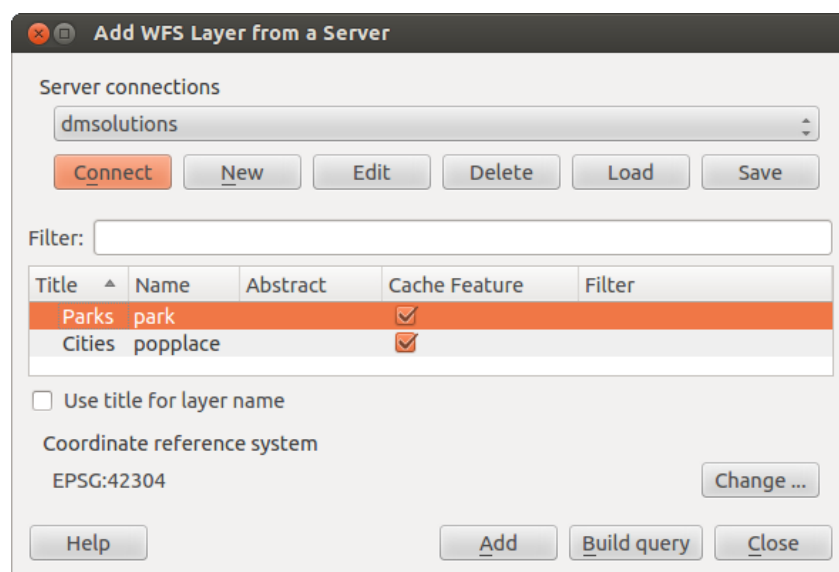 Add WFS Layer from a Server
Server connections
dmsolutions
Connect New Edit Delete Load Save
Filter:
Title Name Abstract Cache Feature Filter
Parks park
Cities popplace
Use title for layer name
Coordinate reference system
EPSG:42304 Change ...
Help Add Build query Close